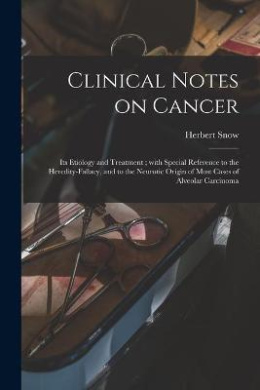 Clinical Notes
on Cancer
Herbert Snow
Its Etiology and Treatment ; with Special Reference to the
Heredity-Fallacy, and to the Neurotic Origin of Most Cases of
Alveolar Carcinoma